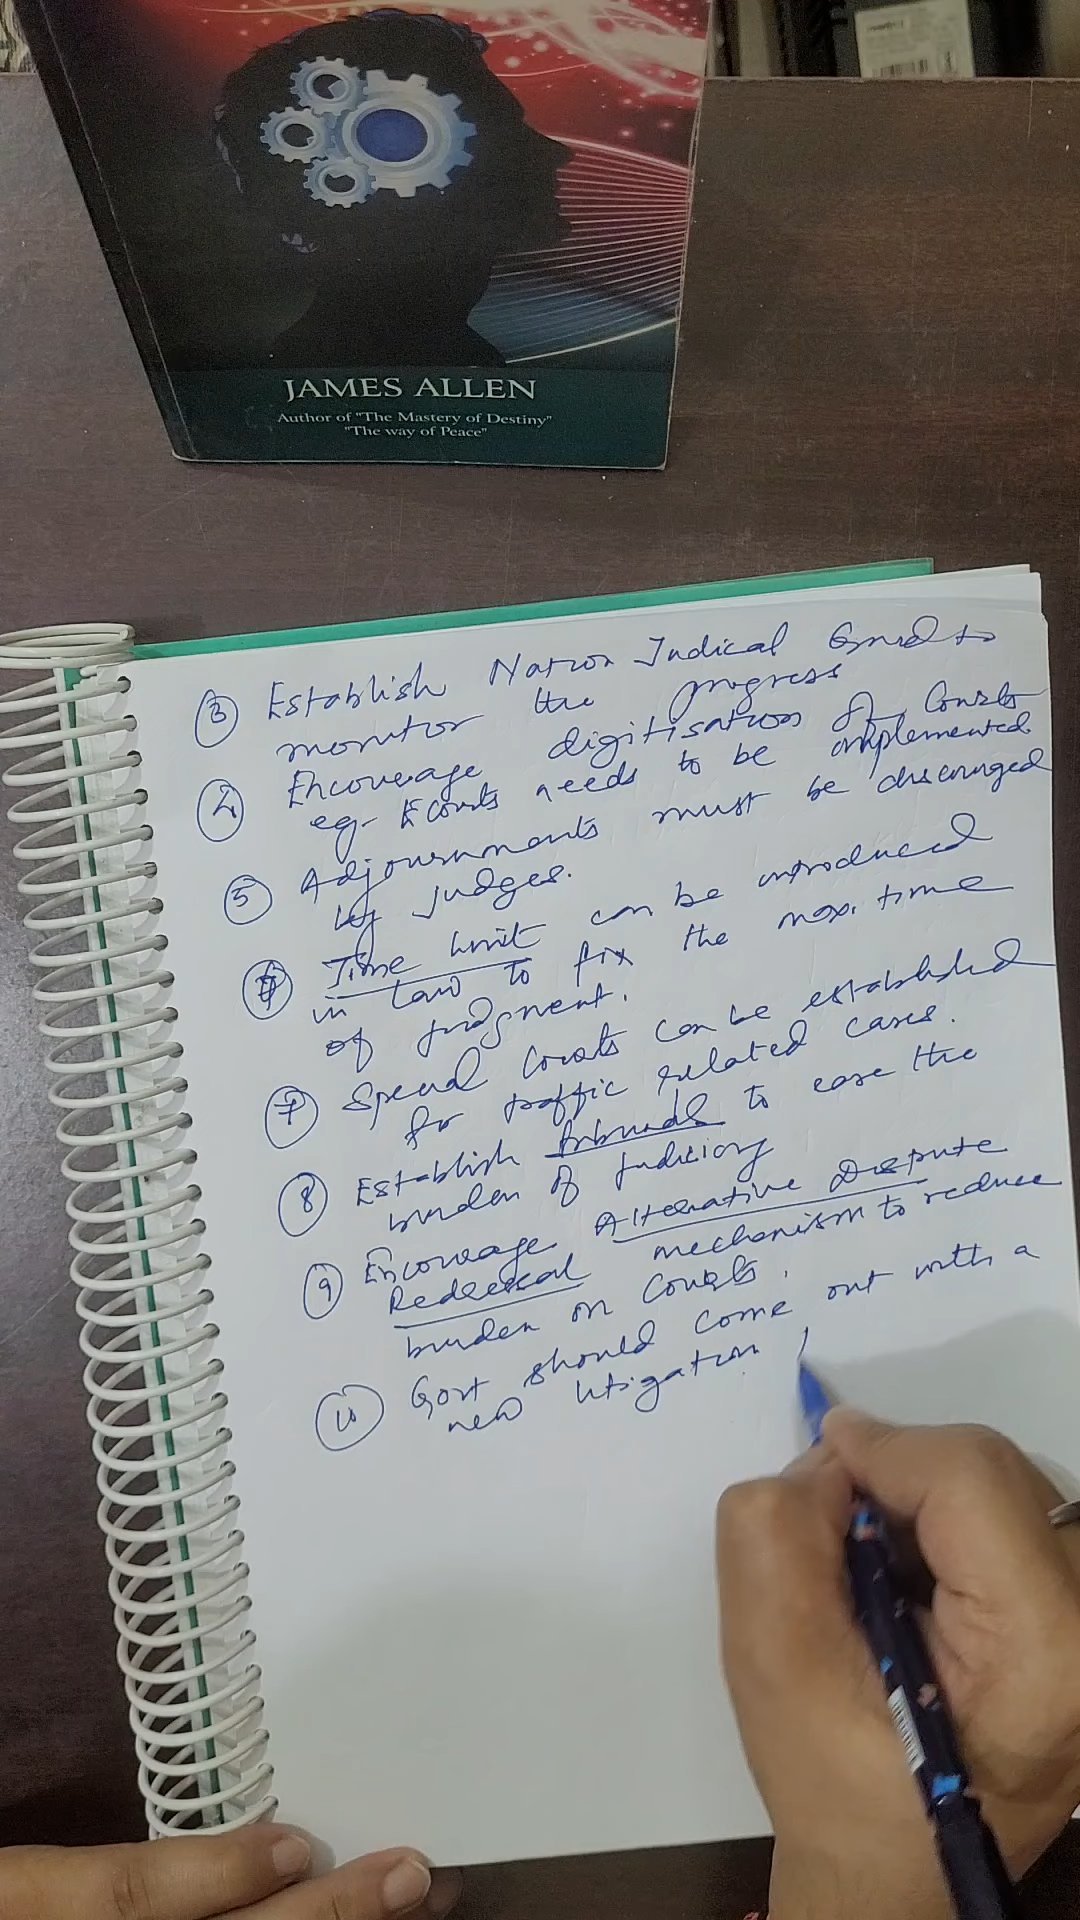 JAMES ALLEN
Author of "The Mastery of Destiny"
"The way of Peace"
③ Establish Nation Judical Grid to
monitor the progress
④ Encourage digitisation of Courts
eg- Ecourts needs to be implemented
⑤ Adjournments must be discouraged
by judges.
⑥ Time limit can be introduced
in law to fix the max. time
of judgment.
⑦ Special Courts can be established
for traffic related cases.
⑧ Establish Tribunals to ease the
burden of Judiciary
⑨ Encourage Alternative Dispute
Redressal mechanism to reduce
burden on Courts.
⑩ Govt should come out with a
new litigation